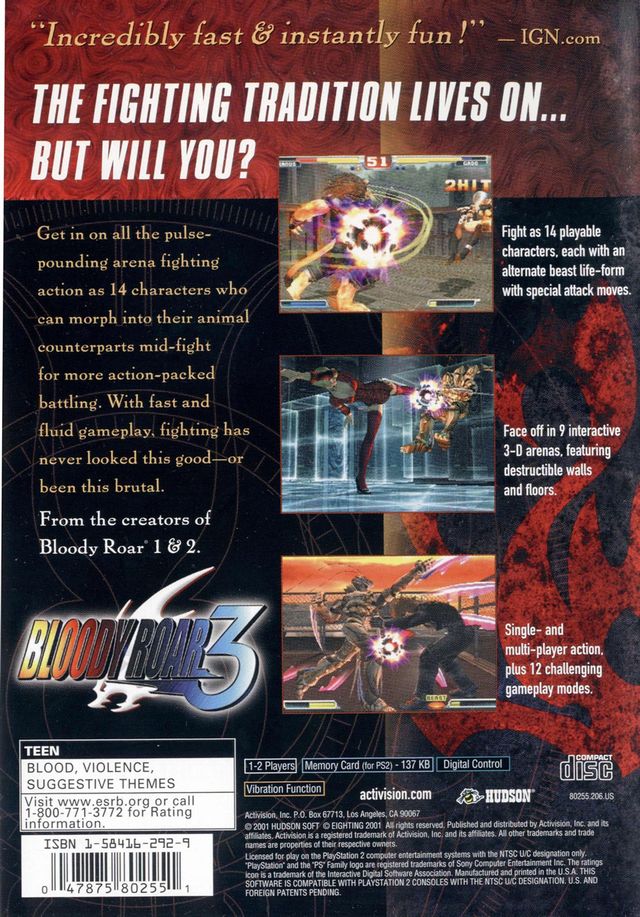 “Incredibly fast & instantly fun!” — IGN.com
THE FIGHTING TRADITION LIVES ON...
BUT WILL YOU?
Get in on all the pulse-
pounding arena fighting
action as 14 characters who
can morph into their animal
counterparts mid-fight
for more action-packed
battling. With fast and
fluid gameplay, fighting has
never looked this good—or
been this brutal.
From the creators of
Bloody Roar® 1 & 2.
BLOODY ROAR 3
51
GADO
2HIT
Fight as 14 playable
characters, each with an
alternate beast life-form
with special attack moves.
Face off in 9 interactive
3-D arenas, featuring
destructible walls
and floors.
BEAST
Single- and
multi-player action,
plus 12 challenging
gameplay modes.
TEEN
BLOOD, VIOLENCE,
SUGGESTIVE THEMES
Visit www.esrb.org or call
1-800-771-3772 for Rating
information.
ISBN 1-58416-292-9
0 47875 80255 1
1-2 Players Memory Card (for PS2) - 137 KB Digital Control
Vibration Function
activision.com
HUDSON®
COMPACT
disc
80255.206.US
Activision, Inc. P.O. Box 67713, Los Angeles, CA 90067
© 2001 HUDSON SOFT © EIGHTING 2001 All rights reserved. Published and distributed by Activision, Inc. and its
affiliates. Activision is a registered trademark of Activision, Inc. and its affiliates. All other trademarks and trade
names are properties of their respective owners.
Licensed for play on the PlayStation 2 computer entertainment systems with the NTSC U/C designation only.
"PlayStation" and the "PS" Family logo are registered trademarks of Sony Computer Entertainment Inc. The ratings
icon is a trademark of the Interactive Digital Software Association. Manufactured and printed in the U.S.A. THIS
SOFTWARE IS COMPATIBLE WITH PLAYSTATION 2 CONSOLES WITH THE NTSC U/C DESIGNATION. U.S. AND
FOREIGN PATENTS PENDING.